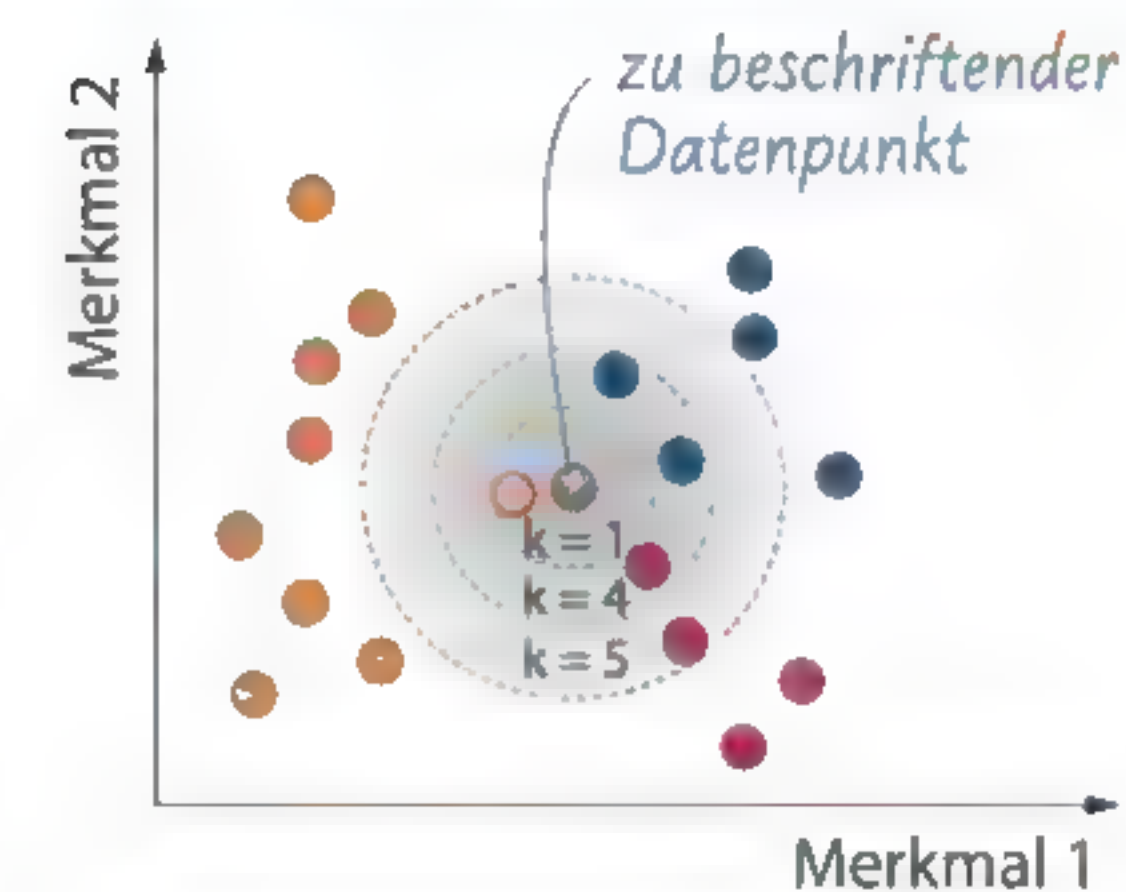 zu beschriftender
Datenpunkt
Merkmal 2
k = 1
k = 4
k = 5
Merkmal 1